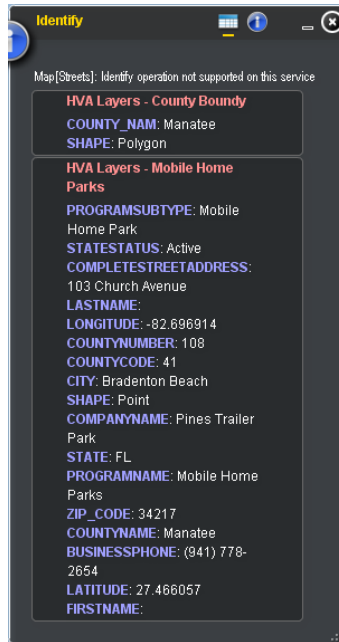 Identify
Map[Streets]: Identify operation not supported on this service
HVA Layers - County Boundy
COUNTY_NAM: Manatee
SHAPE: Polygon
HVA Layers - Mobile Home
Parks
PROGRAMSUBTYPE: Mobile
Home Park
STATESTATUS: Active
COMPLETESTREETADDRESS:
103 Church Avenue
LASTNAME:
LONGITUDE: -82.696914
COUNTYNUMBER: 108
COUNTYCODE: 41
CITY: Bradenton Beach
SHAPE: Point
COMPANYNAME: Pines Trailer
Park
STATE: FL
PROGRAMNAME: Mobile Home
Parks
ZIP_CODE: 34217
COUNTYNAME: Manatee
BUSINESSPHONE: (941) 778-
2654
LATITUDE: 27.466057
FIRSTNAME: